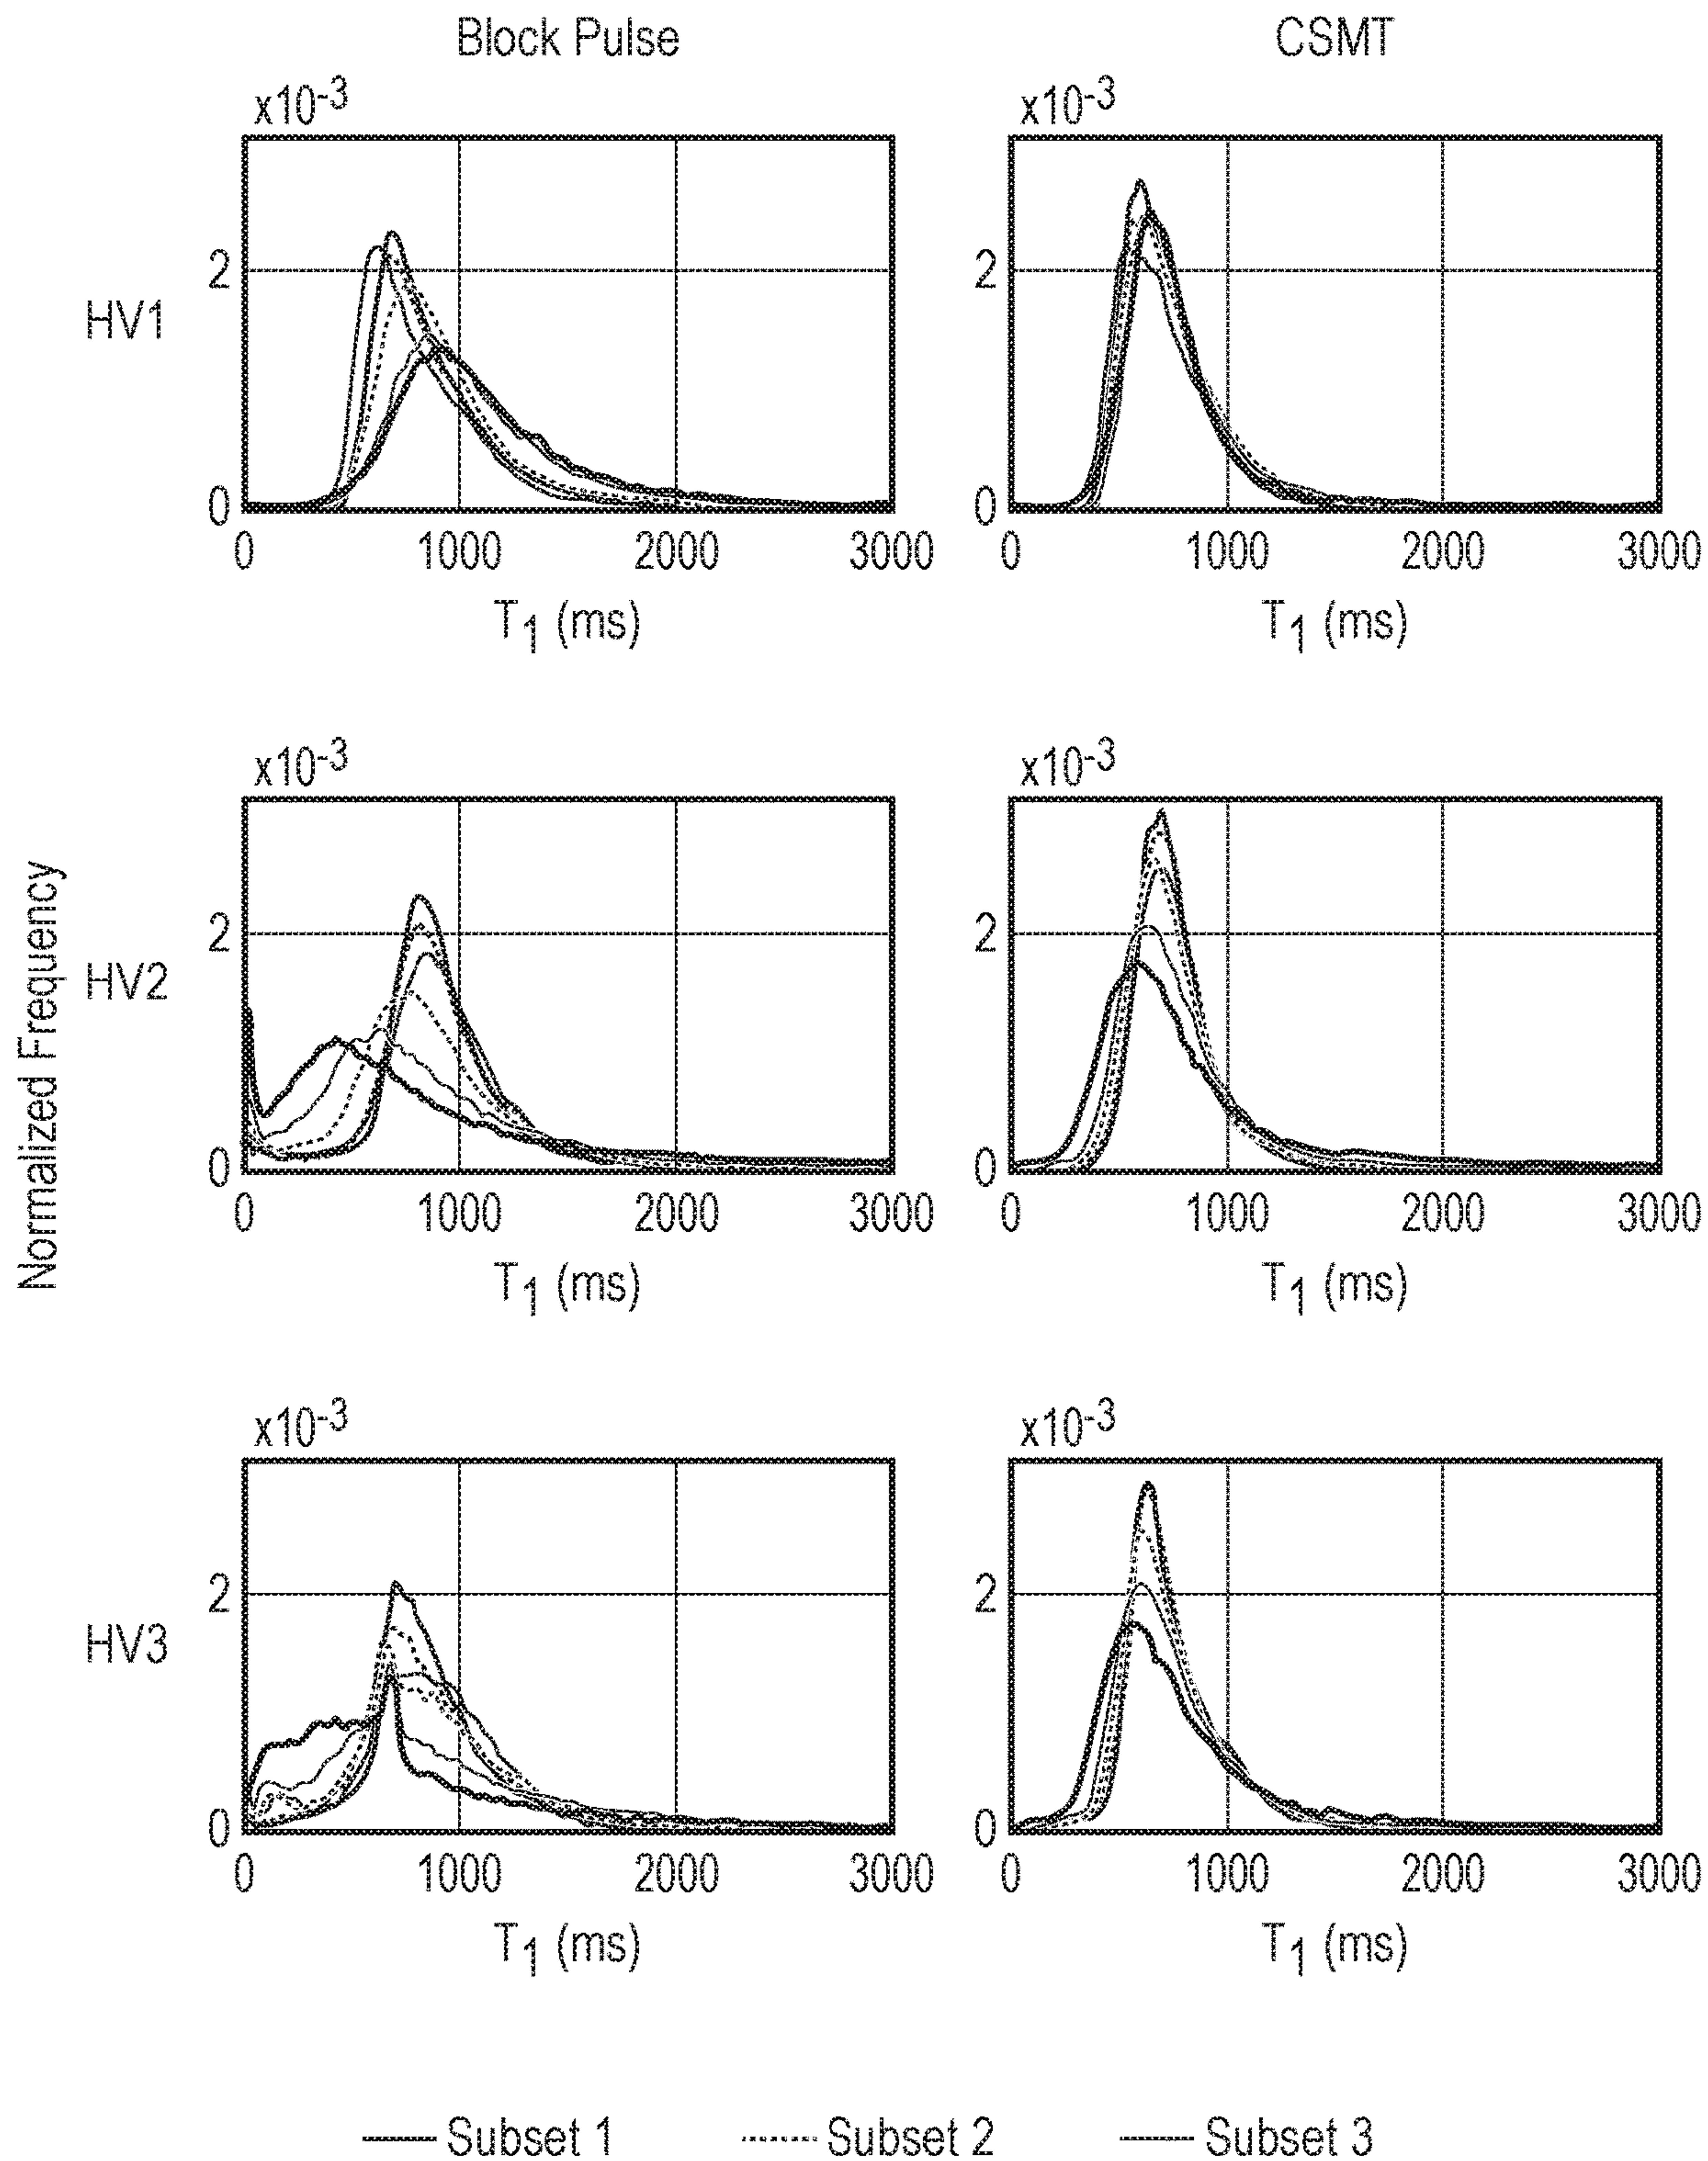 Block Pulse
CSMT
x10-3
x10-3
2
2
HV1
0
0
0 1000 2000 3000
0 1000 2000 3000
T1 (ms)
T1 (ms)
x10-3
x10-3
Normalized Frequency
2
2
HV2
0
0
0 1000 2000 3000
0 1000 2000 3000
T1 (ms)
T1 (ms)
x10-3
x10-3
2
2
HV3
0
0
0 1000 2000 3000
0 1000 2000 3000
T1 (ms)
T1 (ms)
Subset 1
Subset 2
Subset 3